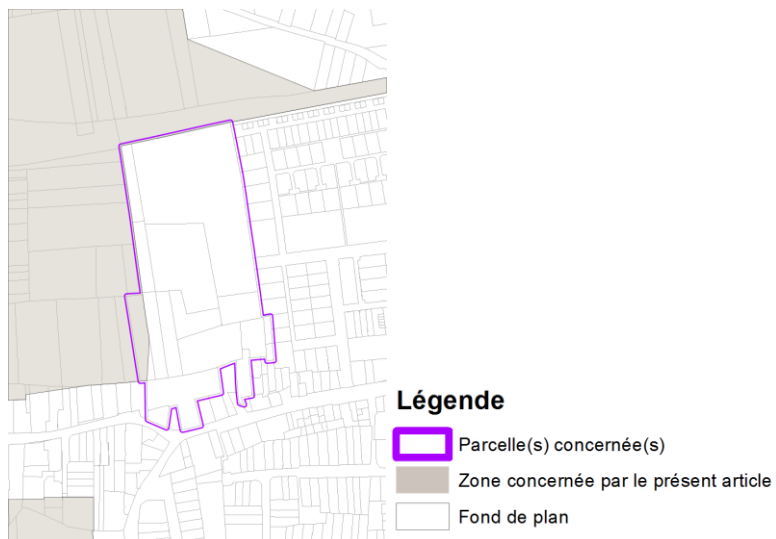 Légende
Parcelle(s) concernée(s)
Zone concernée par le présent article
Fond de plan